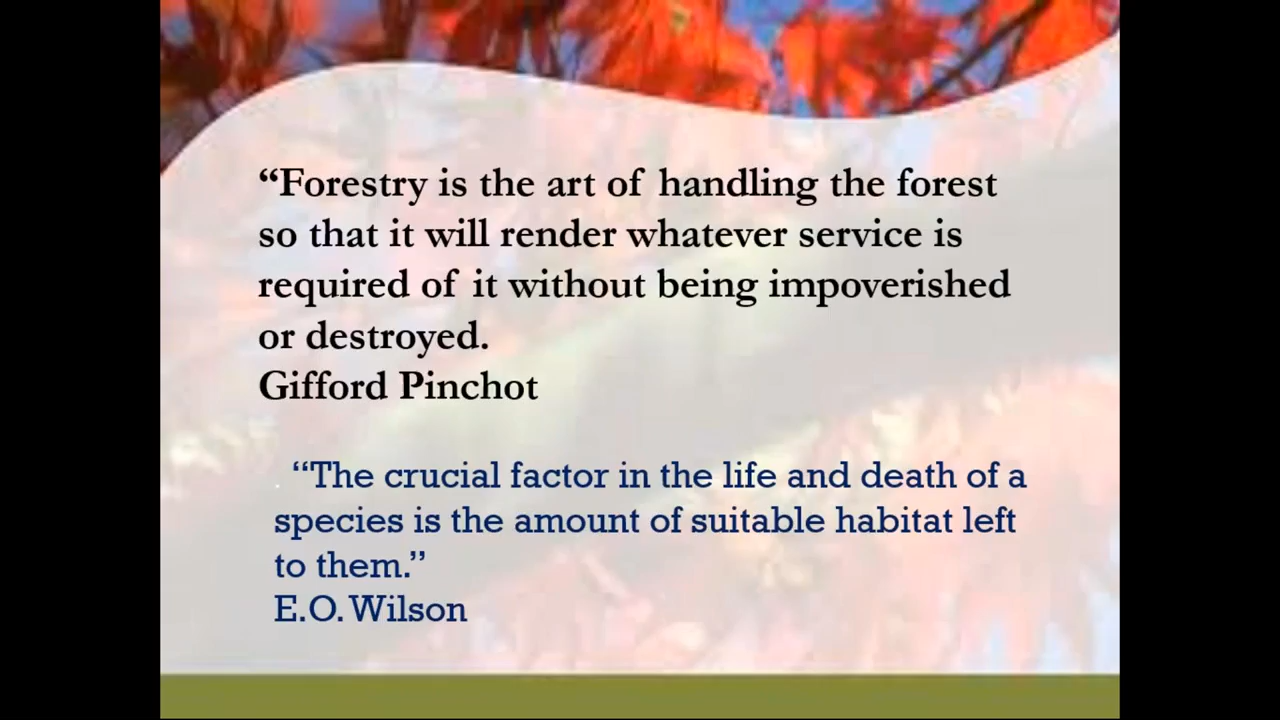 “Forestry is the art of handling the forest
so that it will render whatever service is
required of it without being impoverished
or destroyed.
Gifford Pinchot
“The crucial factor in the life and death of a
species is the amount of suitable habitat left
to them.”
E.O. Wilson